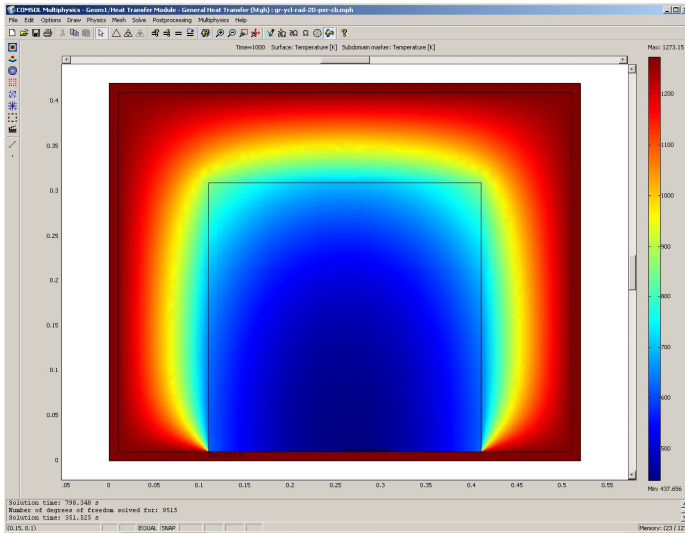 COMSOL Multiphysics - Geom1/Heat Transfer Module - General Heat Transfer (htgh) : gr-ycl-rad-2D-per-cb.mph
File Edit Options Draw Physics Mesh Solve Postprocessing Multiphysics Help
Time=1000 Surface: Temperature [K] Subdomain marker: Temperature [K]
Max: 1273.15
0.4
0.35
0.3
0.25
0.2
0.15
0.1
0.05
0
1200
1100
1000
900
800
700
600
500
.05 0 0.05 0.1 0.15 0.2 0.25 0.3 0.35 0.4 0.45 0.5 0.55
Min: 437.656
Solution time: 798.348 s
Number of degrees of freedom solved for: 9515
Solution time: 351.525 s
(0.15, 0.1) EQUAL SNAP Memory: (23 / 12